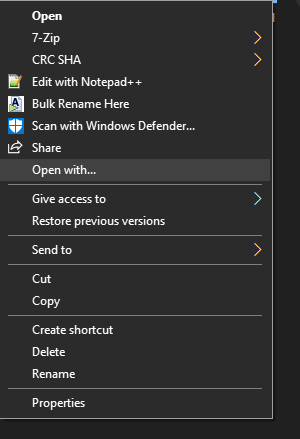 Open
7-Zip
CRC SHA
Edit with Notepad++
Bulk Rename Here
Scan with Windows Defender...
Share
Open with...
Give access to
Restore previous versions
Send to
Cut
Copy
Create shortcut
Delete
Rename
Properties